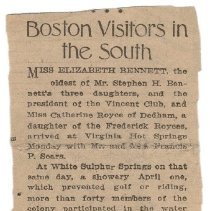 Boston Visitors in
the South
MISS ELIZABETH BENNETT, the
oldest of Mr. Stephen H. Ben-
nett's three daughters, and the
president of the Vincent Club, and
Miss Catherine Royce of Dedham, a
daughter of the Frederick Royces,
arrived at Virginia Hot Springs
Monday with Mr. and Mrs. Francis
P. Sears.
At White Sulphur Springs on that
same day, a showery April one,
which prevented golf or riding,
more than forty members of the
colony participated in the water